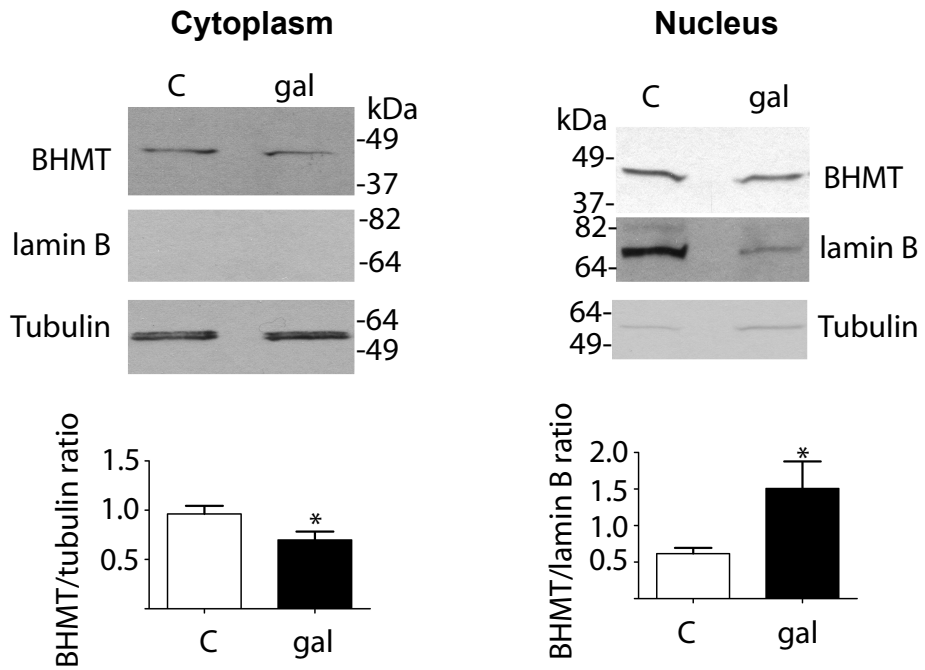 Cytoplasm
C gal
kDa
BHMT
-49
-37
lamin B
-82
-64
Tubulin
-64
-49
BHMT/tubulin ratio
1.5
1.0
0.5
*
C gal
Nucleus
C gal
kDa
49-
37-
BHMT
82-
64-
lamin B
64-
49-
Tubulin
BHMT/lamin B ratio
2.0
1.5
1.0
0.5
*
C gal